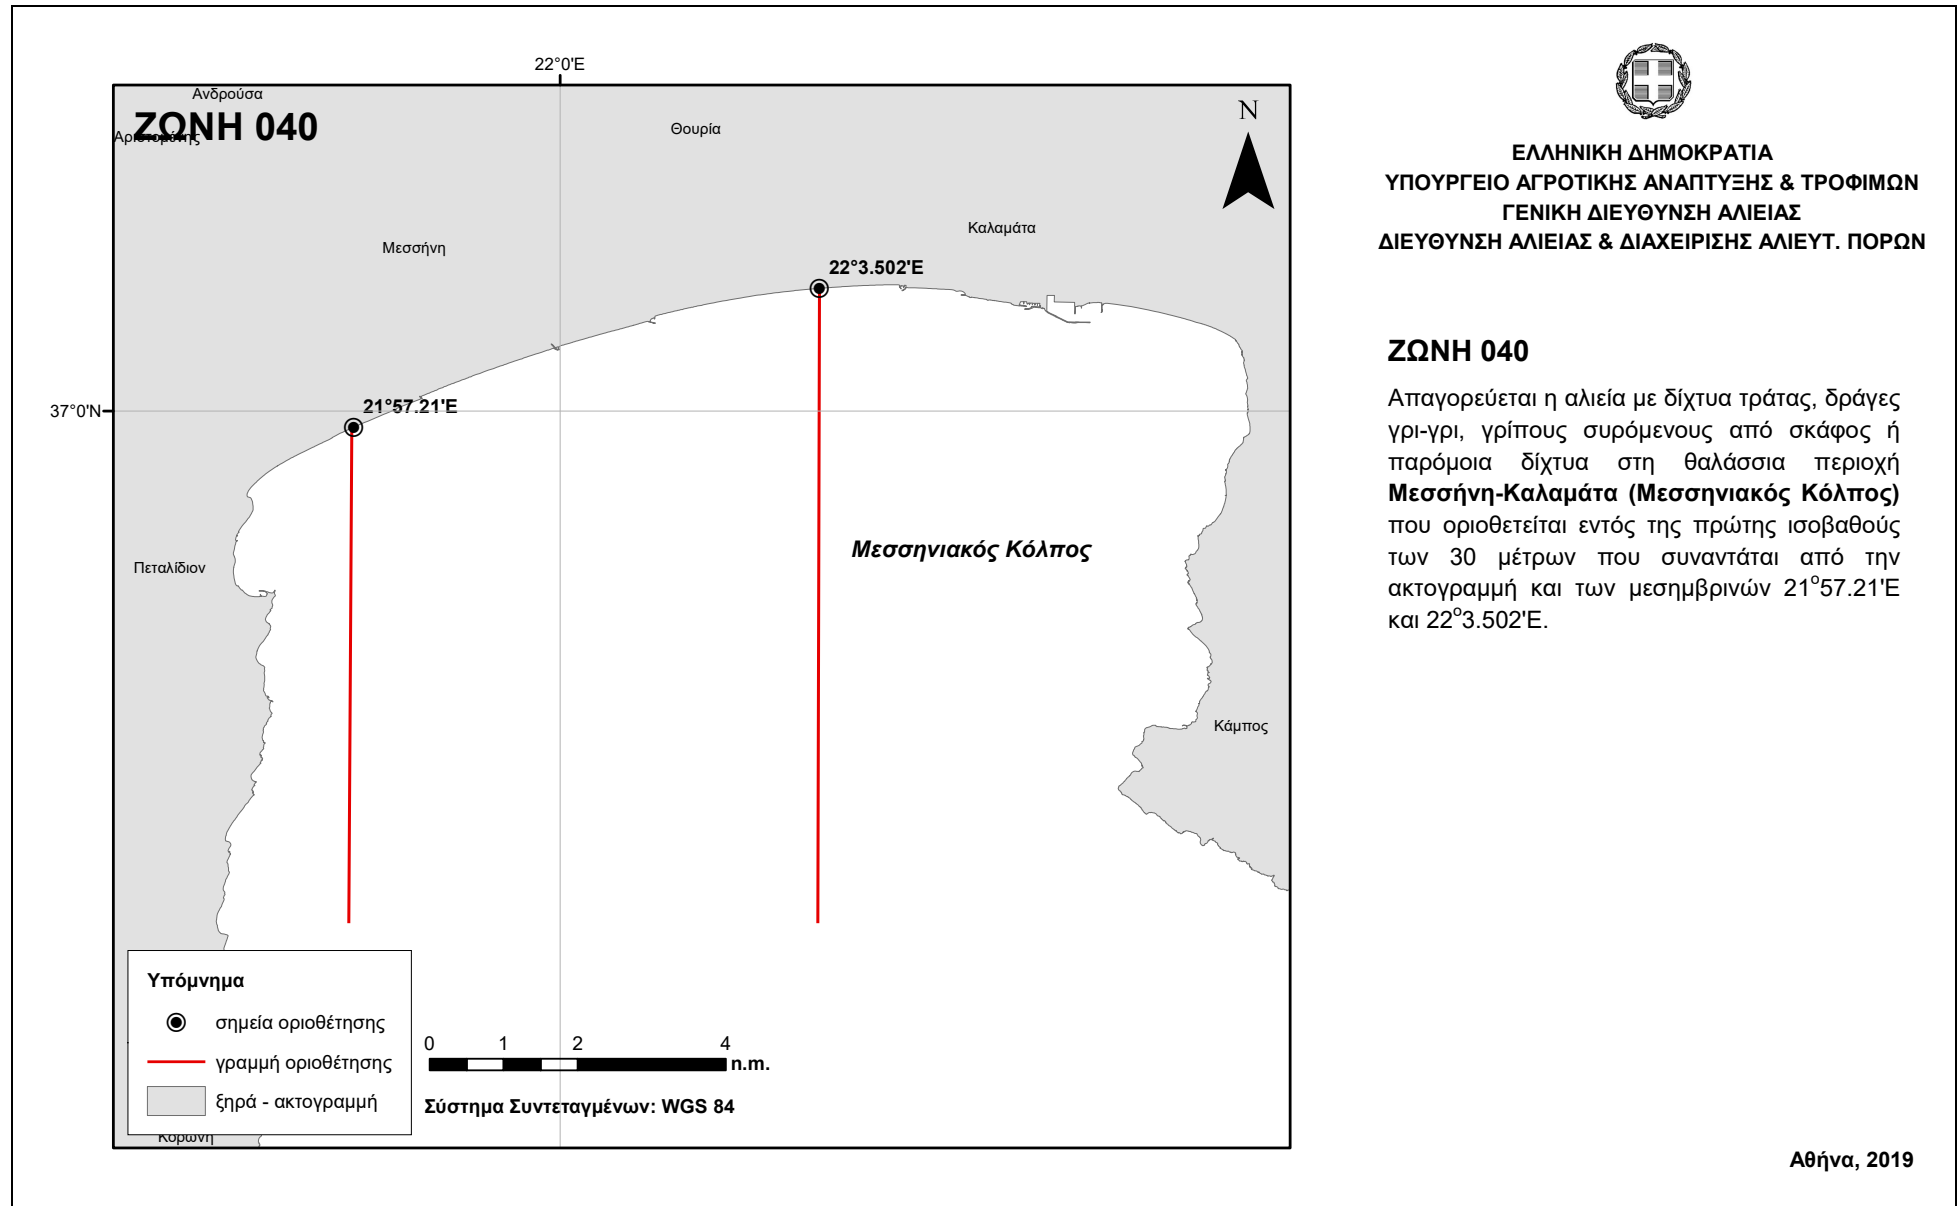 22°0'E
Ανδρούσα
ΖΩΝΗ 040
Αριστομένης
Θουρία
N
Καλαμάτα
Μεσσήνη
22°3.502'E
37°0'N
21°57.21'E
Μεσσηνιακός Κόλπος
Πεταλίδιον
Κάμπος
Υπόμνημα
σημεία οριοθέτησης
γραμμή οριοθέτησης
ξηρά - ακτογραμμή
Κορώνη
0 1 2 4
n.m.
Σύστημα Συντεταγμένων: WGS 84
ΕΛΛΗΝΙΚΗ ΔΗΜΟΚΡΑΤΙΑ
ΥΠΟΥΡΓΕΙΟ ΑΓΡΟΤΙΚΗΣ ΑΝΑΠΤΥΞΗΣ & ΤΡΟΦΙΜΩΝ
ΓΕΝΙΚΗ ΔΙΕΥΘΥΝΣΗ ΑΛΙΕΙΑΣ
ΔΙΕΥΘΥΝΣΗ ΑΛΙΕΙΑΣ & ΔΙΑΧΕΙΡΙΣΗΣ ΑΛΙΕΥΤ. ΠΟΡΩΝ
ΖΩΝΗ 040
Απαγορεύεται η αλιεία με δίχτυα τράτας, δράγες
γρι-γρι, γρίπους συρόμενους από σκάφος ή
παρόμοια δίχτυα στη θαλάσσια περιοχή
Μεσσήνη-Καλαμάτα (Μεσσηνιακός Κόλπος)
που οριοθετείται εντός της πρώτης ισοβαθούς
των 30 μέτρων που συναντάται από την
ακτογραμμή και των μεσημβρινών 21°57.21'E
και 22°3.502'E.
Αθήνα, 2019